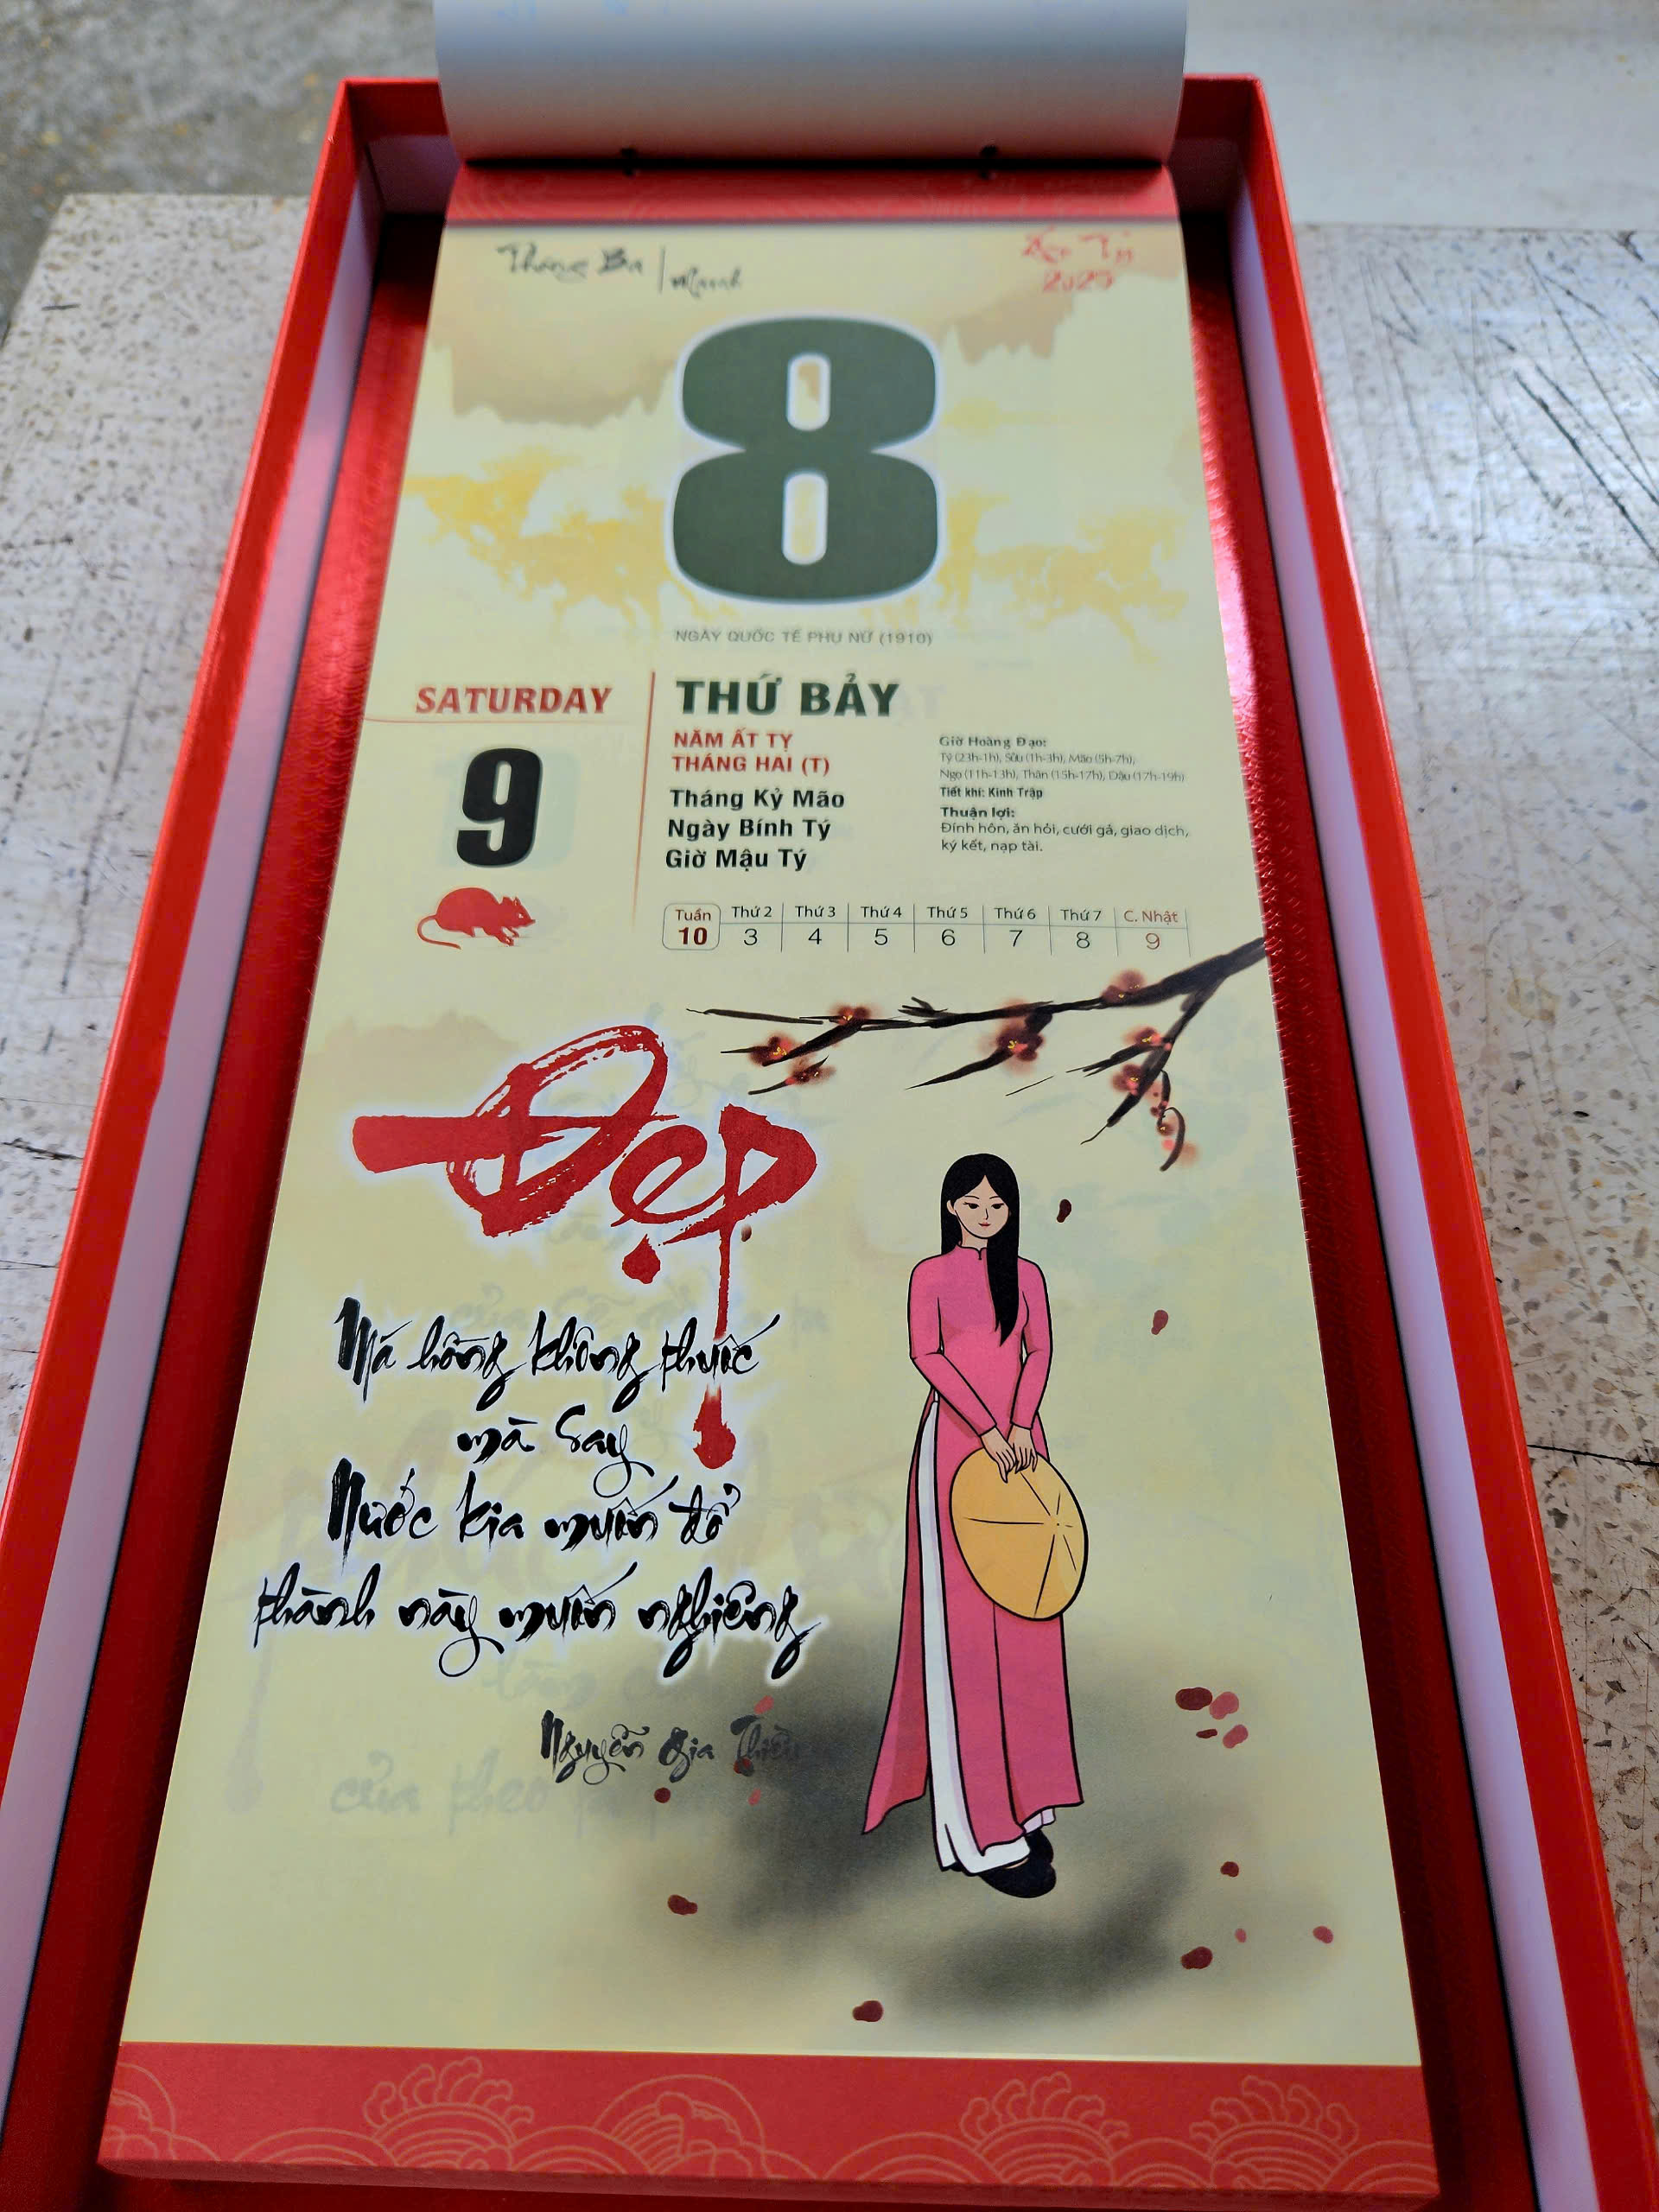 Tháng Ba
March
Ất Tỵ
2025
8
NGÀY QUỐC TẾ PHỤ NỮ (1910)
SATURDAY
THỨ BẢY
9
NĂM ẤT TỴ
THÁNG HAI (T)
Tháng Kỷ Mão
Ngày Bính Tý
Giờ Mậu Tý
Giờ Hoàng Đạo:
Tý (23h-1h), Sửu (1h-3h), Mão (5h-7h),
Ngọ (11h-13h), Thân (15h-17h), Dậu (17h-19h)
Tiết khí: Kinh Trập
Thuận lợi:
Đính hôn, ăn hỏi, cưới gả, giao dịch,
ký kết, nạp tài.
Tuần Thứ 2 Thứ 3 Thứ 4 Thứ 5 Thứ 6 Thứ 7 C. Nhật
10 3 4 5 6 7 8 9
Đẹp
Má hồng không thuốc
mà say
Nước kia muốn đổ
thành này muốn nghiêng
Nguyễn Gia Thiều